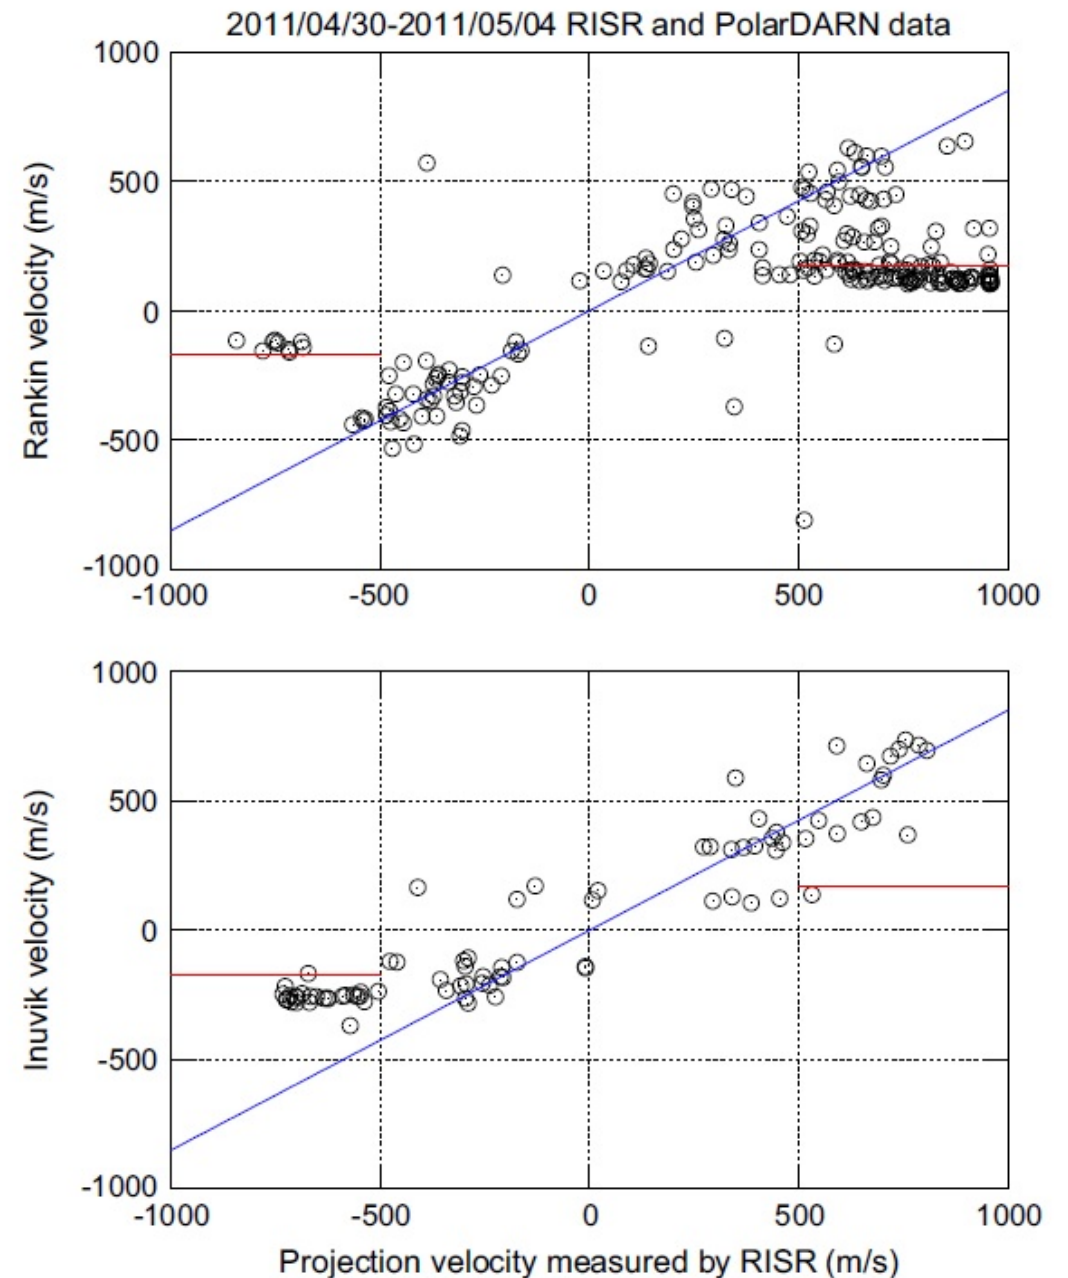 2011/04/30-2011/05/04 RISR and PolarDARN data
1000
500
0
-500
-1000
Rankin velocity (m/s)
-1000 -500 0 500 1000
1000
500
0
-500
-1000
Inuvik velocity (m/s)
-1000 -500 0 500 1000
Projection velocity measured by RISR (m/s)